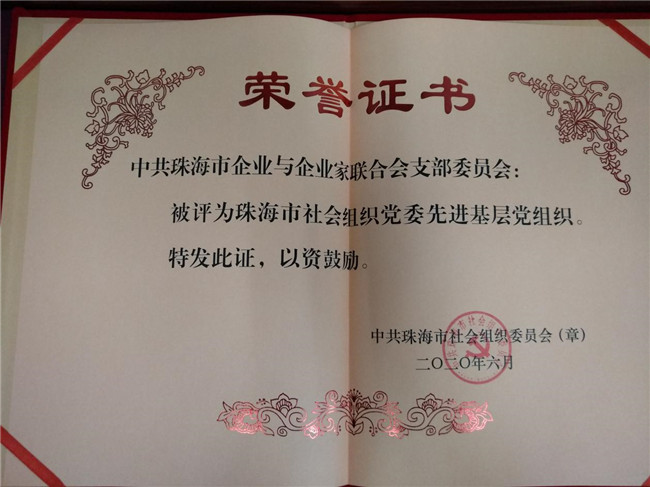 荣誉证书
中共珠海市企业与企业家联合会支部委员会：
被评为珠海市社会组织党委先进基层党组织。
特发此证，以资鼓励。
中共珠海市社会组织委员会（章）
二〇二〇年六月